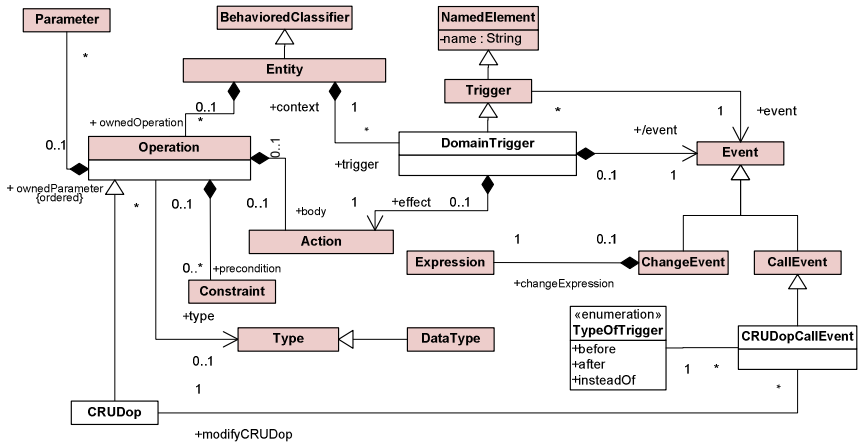 Parameter
BehavioredClassifier
NamedElement
-name : String
*
Entity
Trigger
0..1
+context
1
*
1
+event
+ ownedOperation
*
*
+/event
0..1
Operation
0..1
DomainTrigger
Event
+trigger
0..1
1
+ ownedParameter
{ordered}
*
0..1
0..1
+body
1
+effect
0..1
Action
1
0..1
0..*
+precondition
Expression
ChangeEvent
CallEvent
Constraint
+changeExpression
+type
«enumeration»
TypeOfTrigger
+before
+after
+insteadOf
CRUDopCallEvent
Type
DataType
0..1
1
*
1
*
CRUDop
+modifyCRUDop